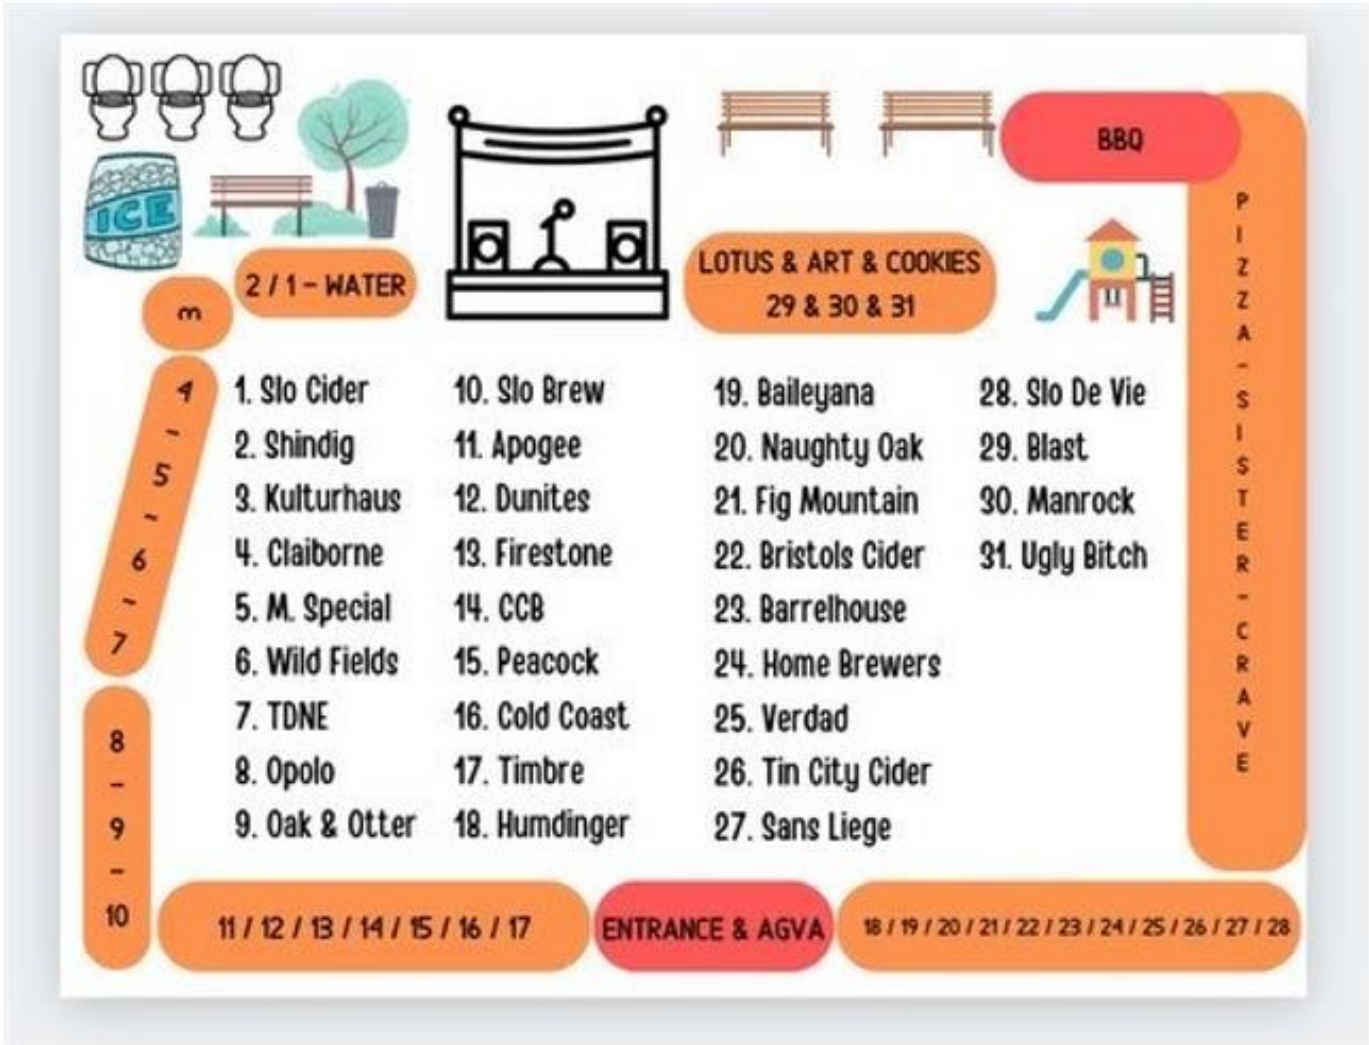 ICE
BBQ
2 / 1 - WATER
LOTUS & ART & COOKIES
29 & 30 & 31
3
4 - 5 - 6 - 7
8 - 9 - 10
1. Slo Cider
2. Shindig
3. Kulturhaus
4. Claiborne
5. M. Special
6. Wild Fields
7. TDNE
8. Opolo
9. Oak & Otter
10. Slo Brew
11. Apogee
12. Dunites
13. Firestone
14. CCB
15. Peacock
16. Cold Coast
17. Timbre
18. Humdinger
19. Baileyana
20. Naughty Oak
21. Fig Mountain
22. Bristols Cider
23. Barrelhouse
24. Home Brewers
25. Verdad
26. Tin City Cider
27. Sans Liege
28. Slo De Vie
29. Blast
30. Manrock
31. Ugly Bitch
PIZZA-SISTER-CRAVE
11 / 12 / 13 / 14 / 15 / 16 / 17
ENTRANCE & AGVA
18 / 19 / 20 / 21 / 22 / 23 / 24 / 25 / 26 / 27 / 28